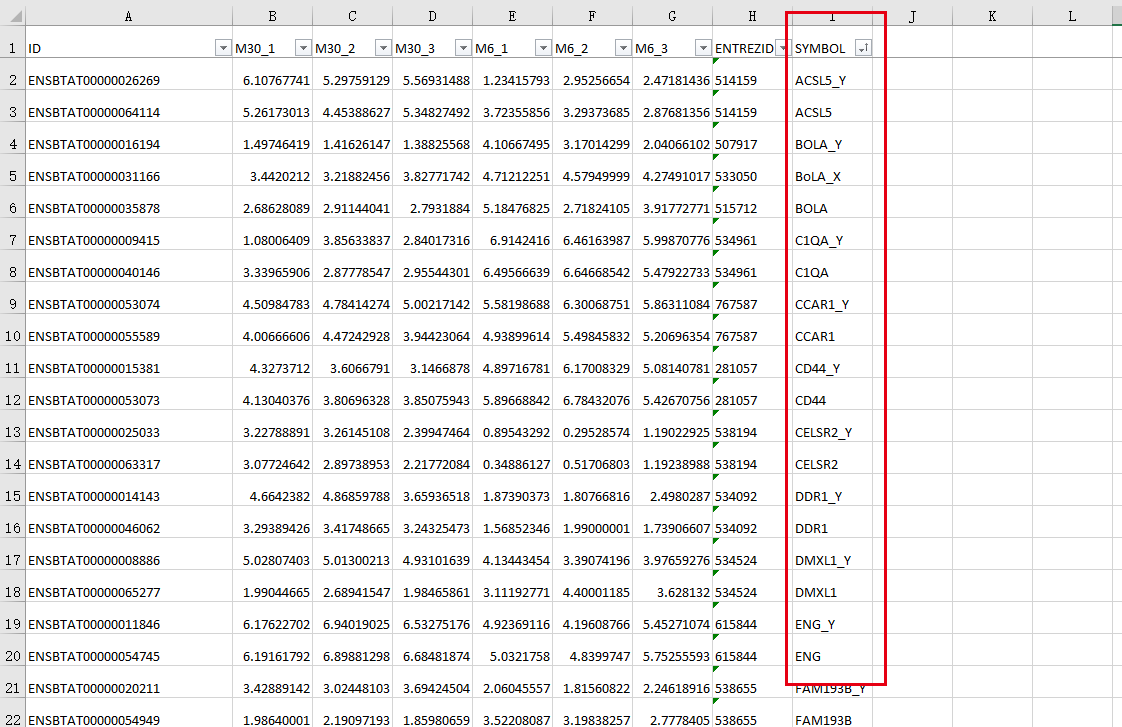 A B C D E F G H I J K L
1 ID M30_1 M30_2 M30_3 M6_1 M6_2 M6_3 ENTREZID SYMBOL
2 ENSBTAT00000026269 6.10767741 5.29759129 5.56931488 1.23415793 2.95256654 2.47181436 514159 ACSL5_Y
3 ENSBTAT00000064114 5.26173013 4.45388627 5.34827492 3.72355856 3.29373685 2.87681356 514159 ACSL5
4 ENSBTAT00000016194 1.49746419 1.41626147 1.38825568 4.10667495 3.17014299 2.04066102 507917 BOLA_Y
5 ENSBTAT00000031166 3.4420212 3.21882456 3.82771742 4.71212251 4.57949999 4.27491017 533050 BoLA_X
6 ENSBTAT00000035878 2.68628089 2.91144041 2.7931884 5.18476825 2.71824105 3.91772771 515712 BOLA
7 ENSBTAT00000009415 1.08006409 3.85633837 2.84017316 6.9142416 6.46163987 5.99870776 534961 C1QA_Y
8 ENSBTAT00000040146 3.33965906 2.87778547 2.95544301 6.49566639 6.64668542 5.47922733 534961 C1QA
9 ENSBTAT00000053074 4.50984783 4.78414274 5.00217142 5.58198688 6.30068751 5.86311084 767587 CCAR1_Y
10 ENSBTAT00000055589 4.00666606 4.47242928 3.94423064 4.93899614 5.49845832 5.20696354 767587 CCAR1
11 ENSBTAT00000015381 4.3273712 3.6066791 3.1466878 4.89716781 6.17008329 5.08140781 281057 CD44_Y
12 ENSBTAT00000053073 4.13040376 3.80696328 3.85075943 5.89668842 6.78432076 5.42670756 281057 CD44
13 ENSBTAT00000025033 3.22788891 3.26145108 2.39947464 0.89543292 0.29528574 1.19022925 538194 CELSR2_Y
14 ENSBTAT00000063317 3.07724642 2.89738953 2.21772084 0.34886127 0.51706803 1.19238988 538194 CELSR2
15 ENSBTAT00000014143 4.6642382 4.86859788 3.65936518 1.87390373 1.80766816 2.4980287 534092 DDR1_Y
16 ENSBTAT00000046062 3.29389426 3.41748665 3.24325473 1.56852346 1.99000001 1.73906607 534092 DDR1
17 ENSBTAT00000008886 5.02807403 5.01300213 4.93101639 4.13443454 3.39074196 3.97659276 534524 DMXL1_Y
18 ENSBTAT00000065277 1.99044665 2.68941547 1.98465861 3.11192771 4.40001185 3.628132 534524 DMXL1
19 ENSBTAT00000011846 6.17622702 6.94019025 6.53275176 4.92369116 4.19608766 5.45271074 615844 ENG_Y
20 ENSBTAT00000054745 6.19161792 6.89881298 6.68481874 5.0321758 4.8399747 5.75255593 615844 ENG
21 ENSBTAT00000020211 3.42889142 3.02448103 3.69424504 2.06045557 1.81560822 2.24618916 538655 FAM193B_Y
22 ENSBTAT00000054949 1.98640001 2.19097193 1.85980659 3.52208087 3.19838257 2.7778405 538655 FAM193B